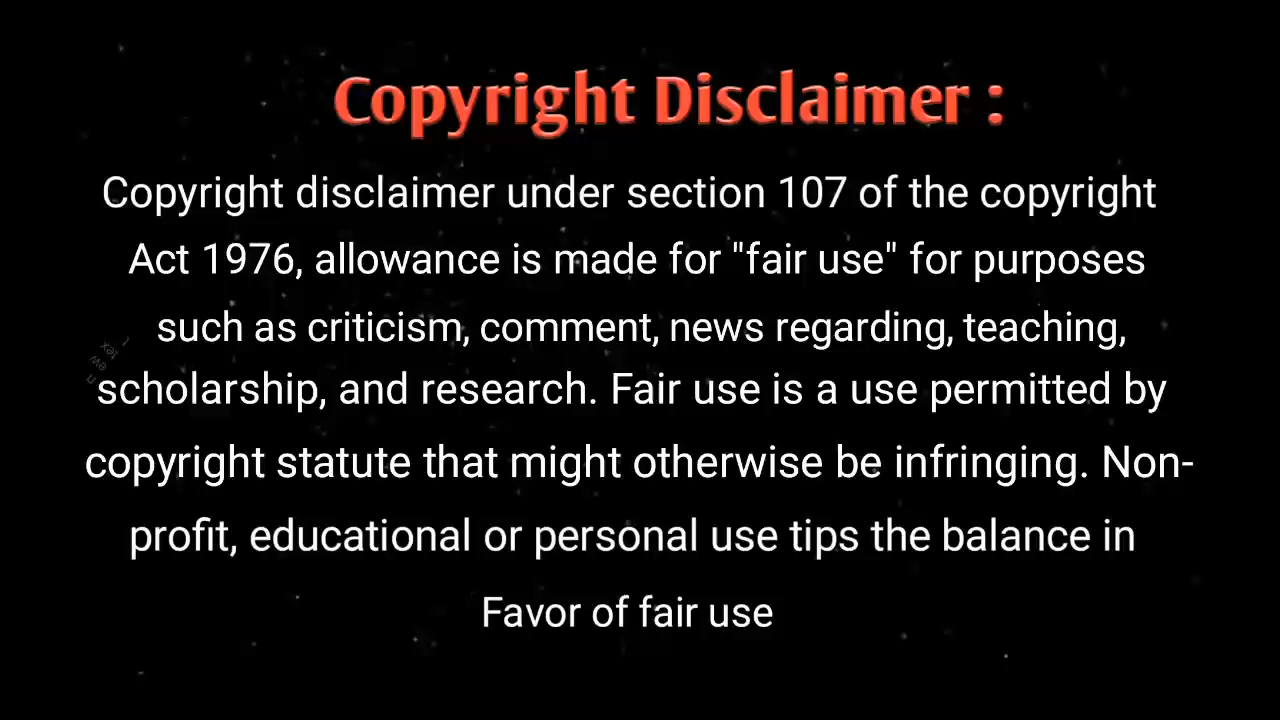 Copyright Disclaimer :
Copyright disclaimer under section 107 of the copyright
Act 1976, allowance is made for "fair use" for purposes
such as criticism, comment, news regarding, teaching,
scholarship, and research. Fair use is a use permitted by
copyright statute that might otherwise be infringing. Non-
profit, educational or personal use tips the balance in
Favor of fair use